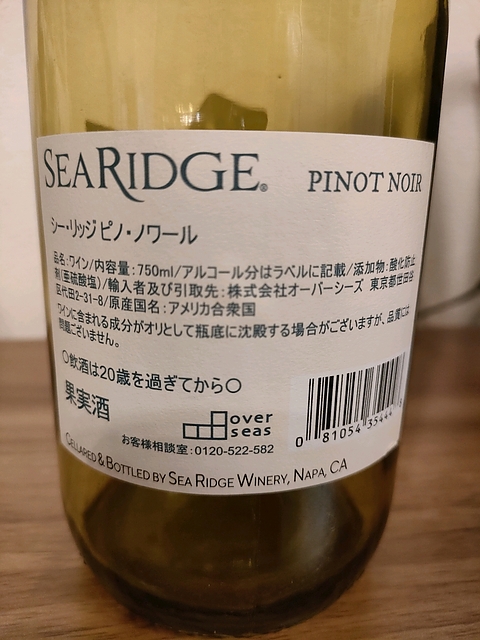 SEARIDGE® PINOT NOIR
シー・リッジ ピノ・ノワール
品名:ワイン/内容量:750ml/アルコール分はラベルに記載/添加物:酸化防止
剤(亜硫酸塩)/輸入者及び引取先:株式会社オーバーシーズ 東京都世田谷
区代田2-31-8/原産国名:アメリカ合衆国
ワインに含まれる成分がオリとして瓶底に沈殿する場合がございますが、品質には
問題ございません。
〇飲酒は20歳を過ぎてから〇
果実酒
over
seas
お客様相談室:0120-522-582
0 81054 35444
CELLARED & BOTTLED BY SEA RIDGE WINERY, NAPA, CA